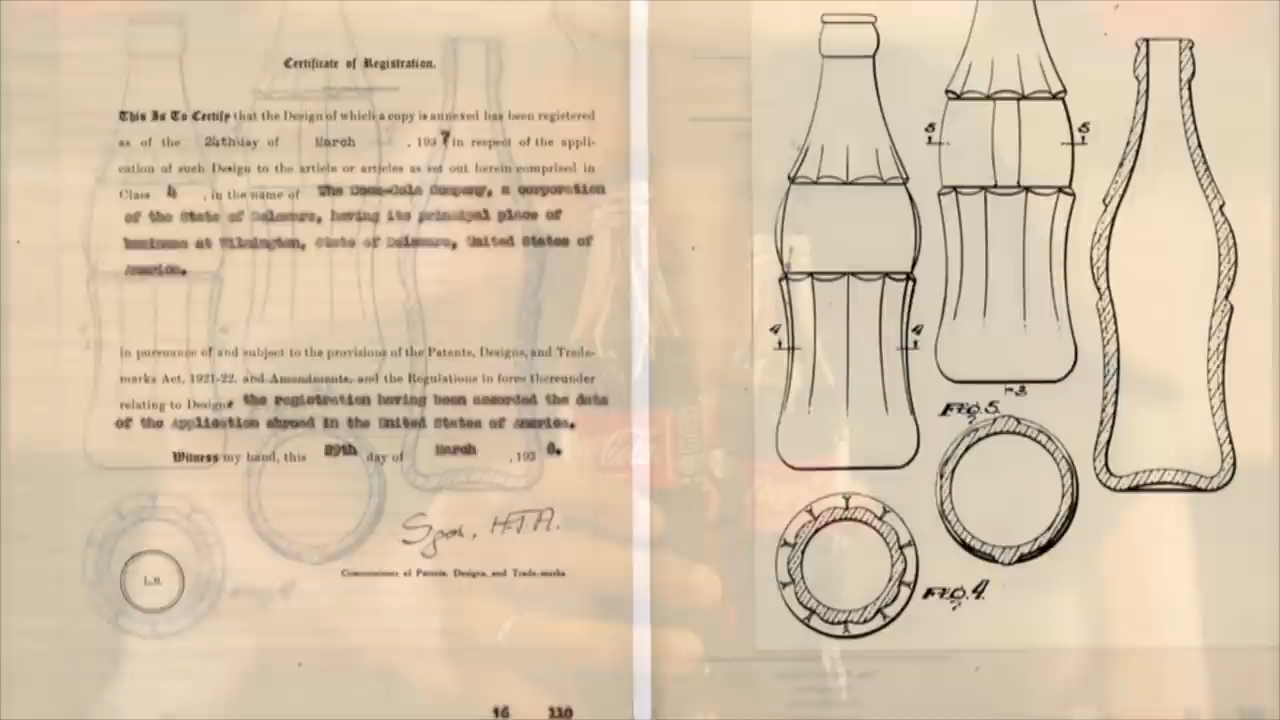 Certificate of Registration.
This Is To Certify that the Design of which a copy is annexed has been registered
as of the 24th day of March , 1937 in respect of the appli-
cation of such Design to the article or articles as set out herein comprised in
Class 4 , in the name of The Coca-Cola Company, a corporation
of the State of Delaware, having its principal place of
business at Wilmington, State of Delaware, United States of
America.
in pursuance of and subject to the provisions of the Patents, Designs, and Trade-
marks Act, 1921-22, and Amendments, and the Regulations in force thereunder
relating to Designs the registration having been accorded the date
of the Application abroad in the United States of America.
Witness my hand, this 29th day of March , 193 8.
L.S.
Commissioner of Patents, Designs, and Trade-marks
16 110
5 5
4 4
3
FIG. 5.
FIG. 4.
Coca-Cola